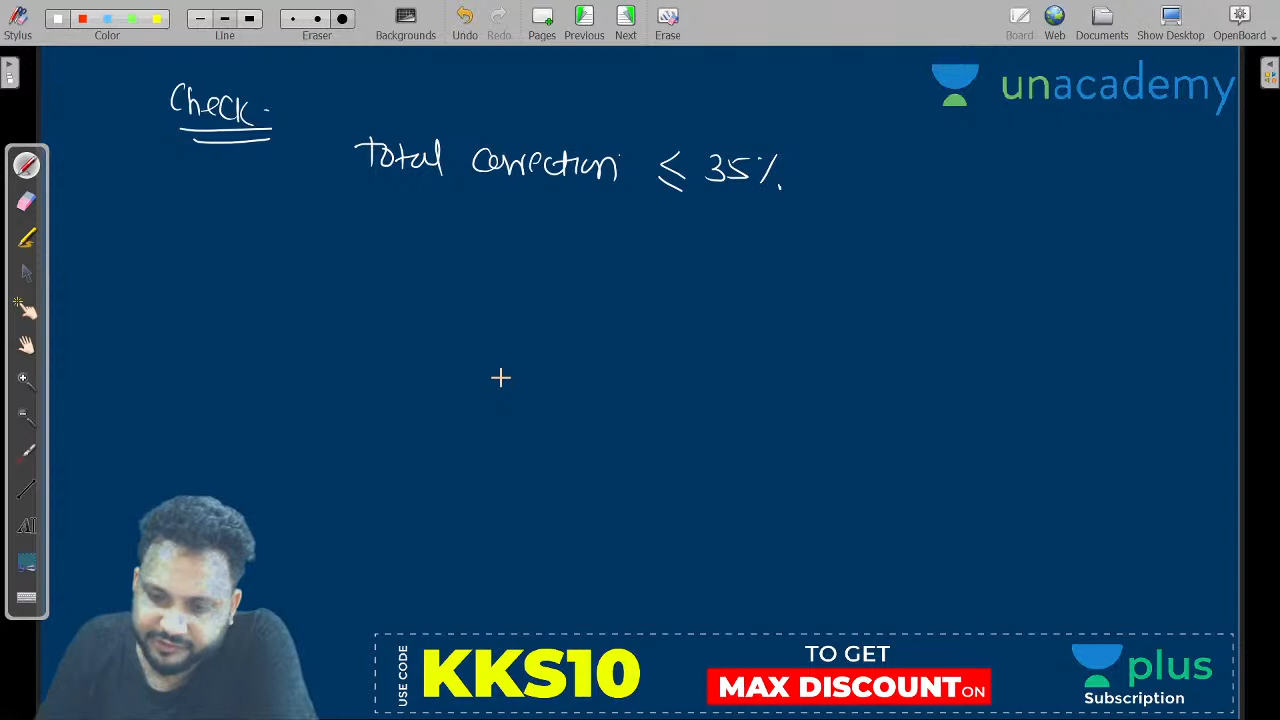 Stylus
Color
Line
Eraser
Backgrounds
Undo
Redo
Pages
Previous
Next
Erase
Board
Web
Documents
Show Desktop
OpenBoard
unacademy
Check -
Total correction ≤ 35%
USE CODE
KKS10
TO GET
MAX DISCOUNT ON
plus
Subscription